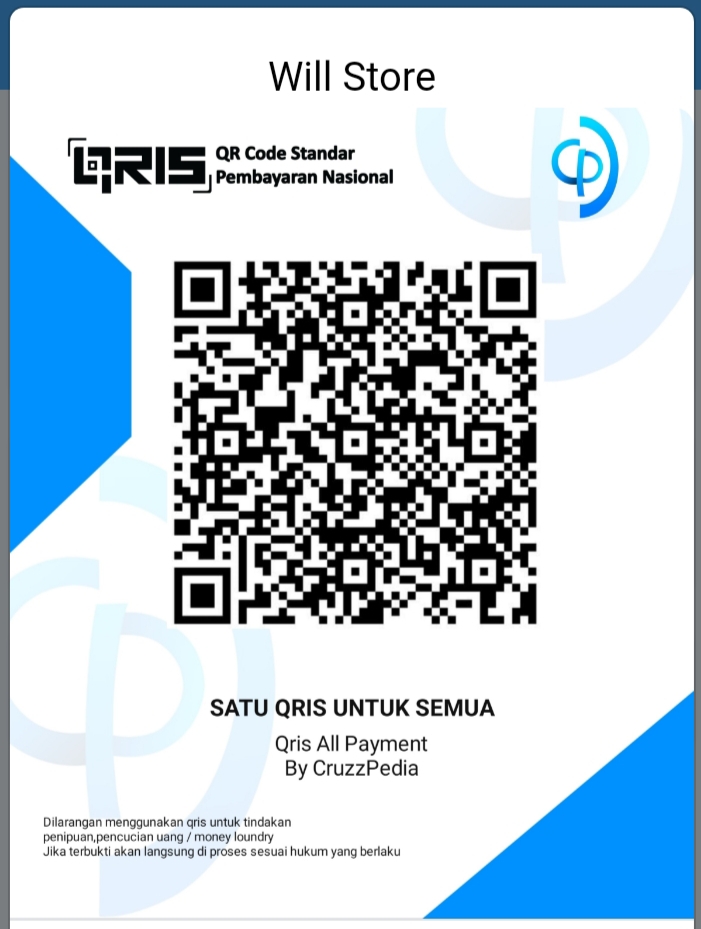 Will Store
QRIS QR Code Standar
Pembayaran Nasional
SATU QRIS UNTUK SEMUA
Qris All Payment
By CruzzPedia
Dilarangan menggunakan qris untuk tindakan
penipuan,pencucian uang / money loundry
Jika terbukti akan langsung di proses sesuai hukum yang berlaku